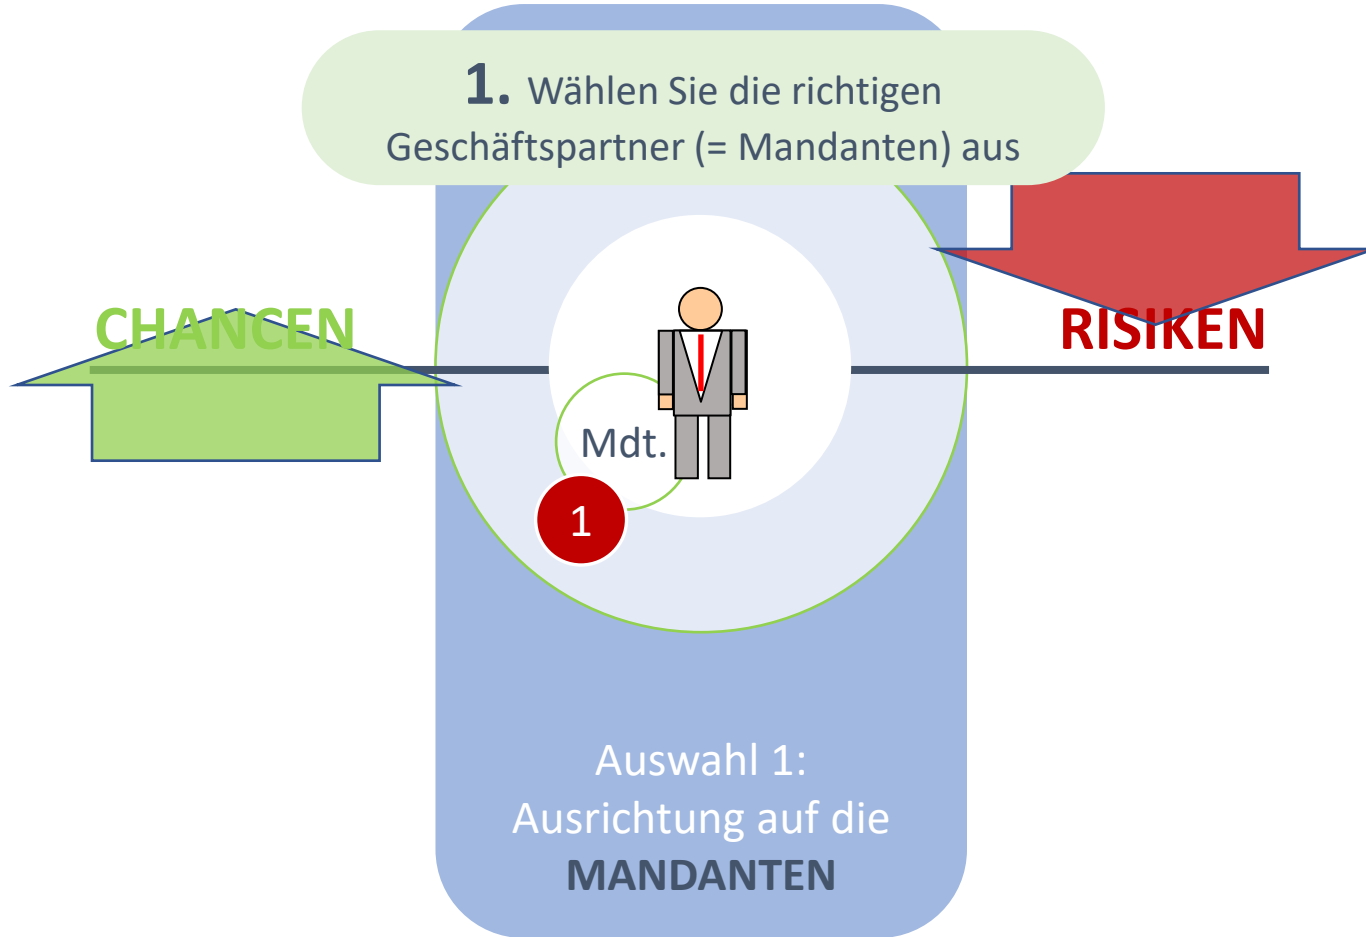 1. Wählen Sie die richtigen
Geschäftspartner (= Mandanten) aus
CHANCEN
RISIKEN
Mdt.
1
Auswahl 1:
Ausrichtung auf die
MANDANTEN